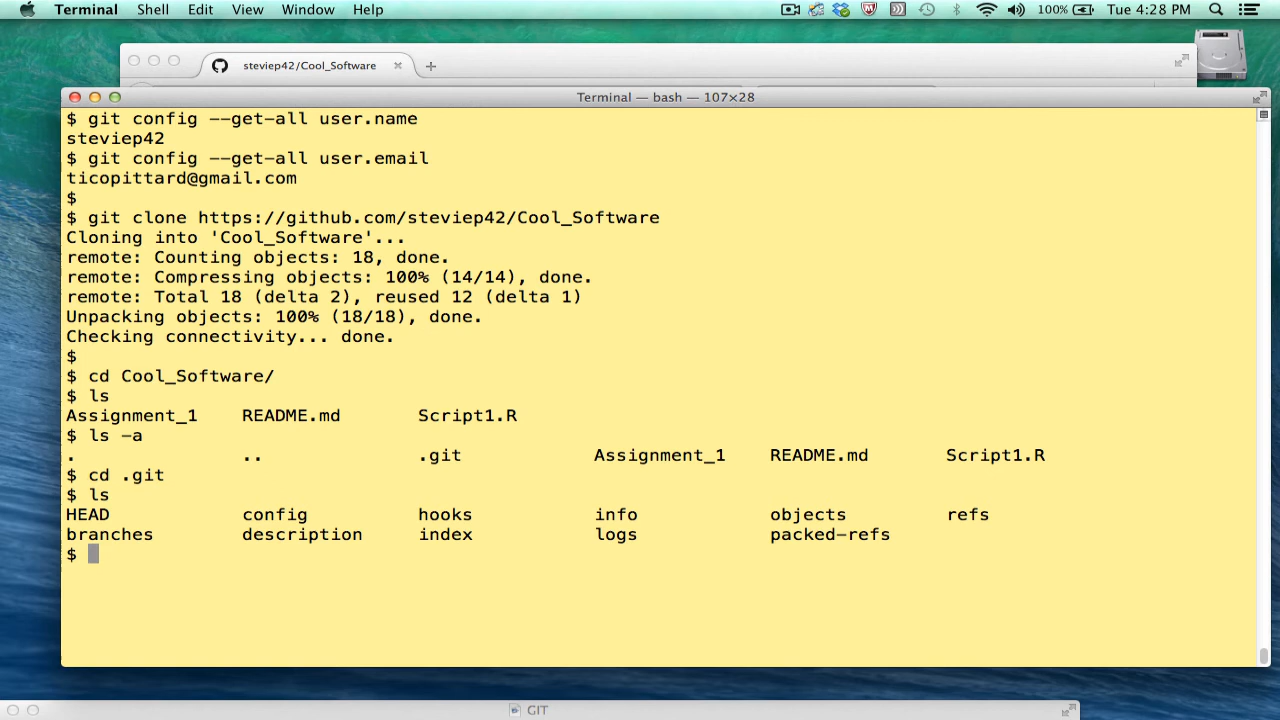 Terminal Shell Edit View Window Help 100% Tue 4:28 PM
steviep42/Cool_Software
Terminal — bash — 107×28
$ git config --get-all user.name
steviep42
$ git config --get-all user.email
ticopittard@gmail.com
$
$ git clone https://github.com/steviep42/Cool_Software
Cloning into 'Cool_Software'...
remote: Counting objects: 18, done.
remote: Compressing objects: 100% (14/14), done.
remote: Total 18 (delta 2), reused 12 (delta 1)
Unpacking objects: 100% (18/18), done.
Checking connectivity... done.
$
$ cd Cool_Software/
$ ls
Assignment_1 README.md Script1.R
$ ls -a
. .. .git Assignment_1 README.md Script1.R
$ cd .git
$ ls
HEAD config hooks info objects refs
branches description index logs packed-refs
$
GIT